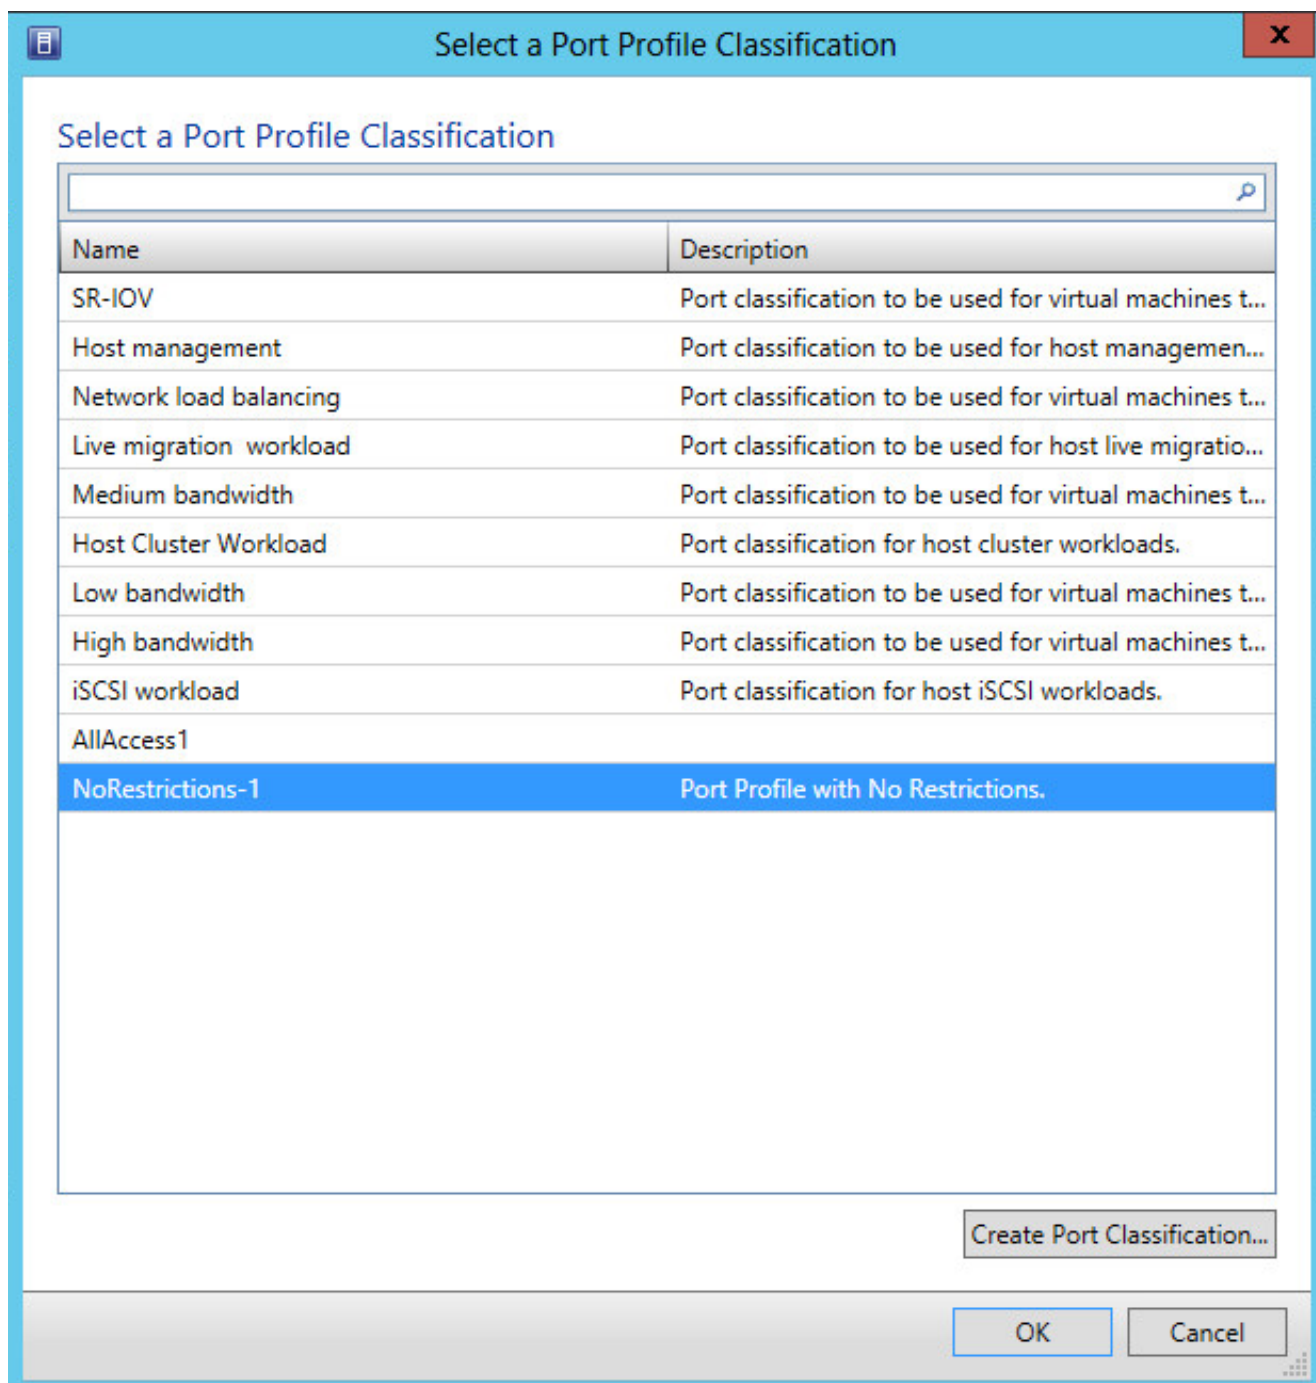 Select a Port Profile Classification
x
Select a Port Profile Classification
Name Description
SR-IOV Port classification to be used for virtual machines t...
Host management Port classification to be used for host managemen...
Network load balancing Port classification to be used for virtual machines t...
Live migration  workload Port classification to be used for host live migratio...
Medium bandwidth Port classification to be used for virtual machines t...
Host Cluster Workload Port classification for host cluster workloads.
Low bandwidth Port classification to be used for virtual machines t...
High bandwidth Port classification to be used for virtual machines t...
iSCSI workload Port classification for host iSCSI workloads.
AllAccess1
NoRestrictions-1 Port Profile with No Restrictions.
Create Port Classification...
OK Cancel